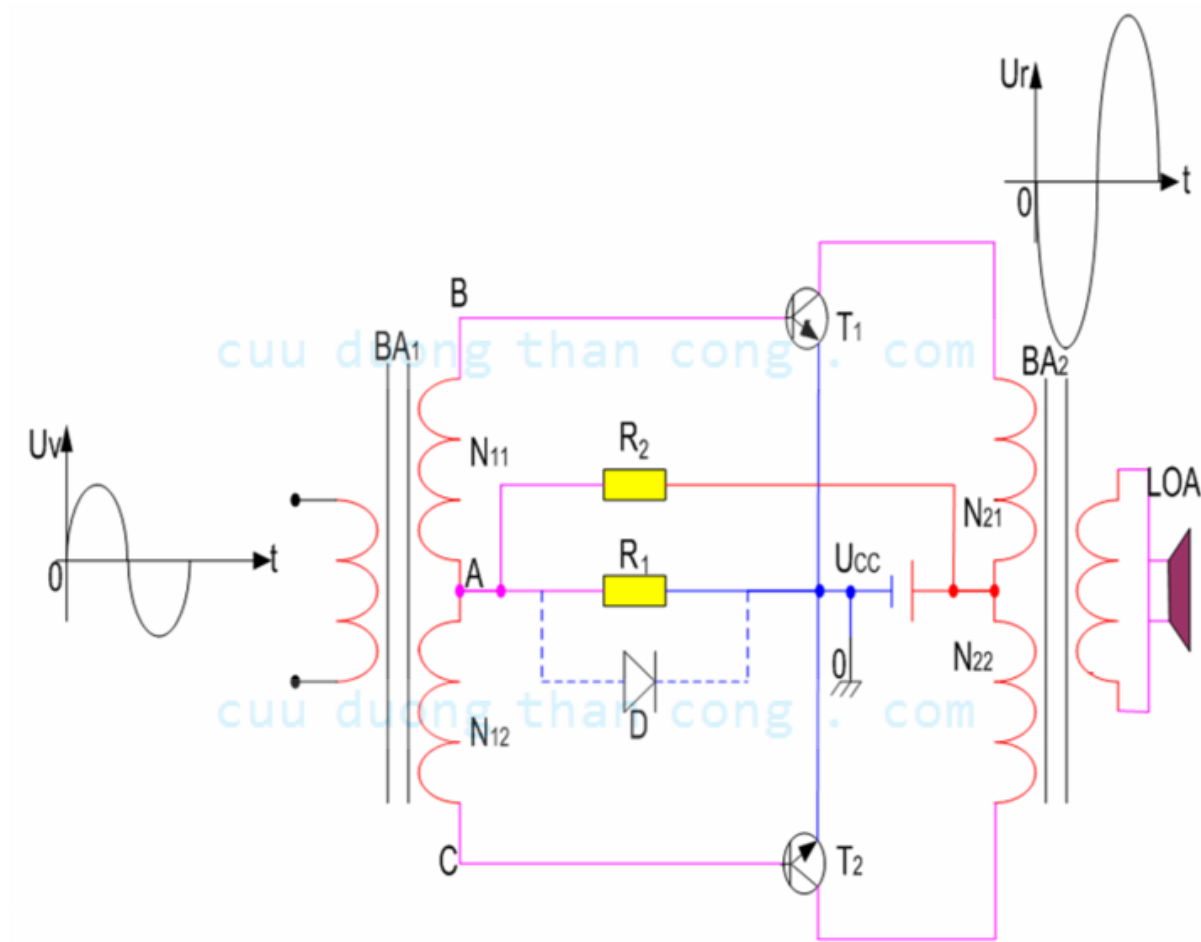 Ur
t
0
B
T1
cuu duong than cong . com
BA1
BA2
Uv
R2
N11
LOA
N21
t
0
A
R1
UCC
0
N22
cuu duong than cong . com
D
N12
C
T2